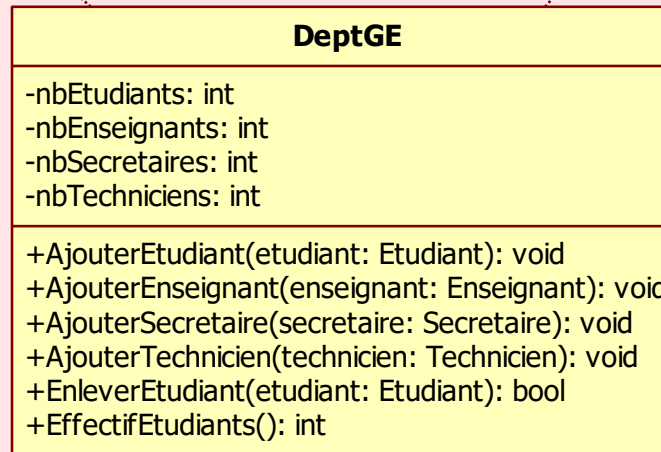 DeptGE
-nbEtudiants: int
-nbEnseignants: int
-nbSecretaires: int
-nbTechniciens: int
+AjouterEtudiant(etudiant: Etudiant): void
+AjouterEnseignant(enseignant: Enseignant): void
+AjouterSecretaire(secretaire: Secretaire): void
+AjouterTechnicien(technicien: Technicien): void
+EnleverEtudiant(etudiant: Etudiant): bool
+EffectifEtudiants(): int